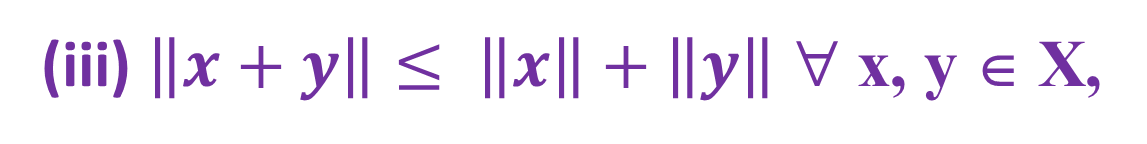 (iii) ‖x + y‖ ≤ ‖x‖ + ‖y‖ ∀ x, y ∈ X,